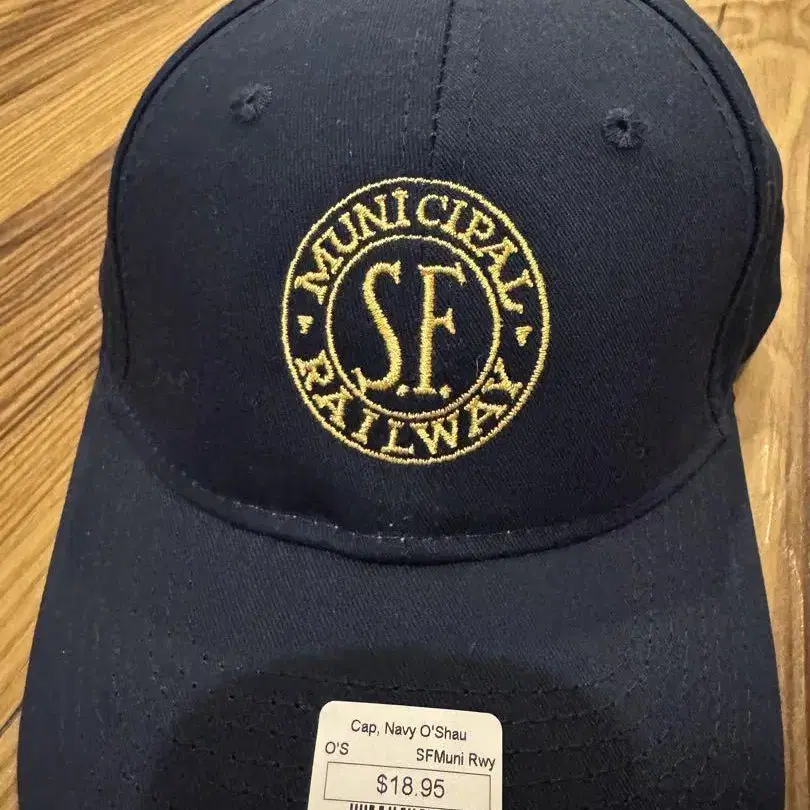 MUNICIPAL
S.F.
RAILWAY
Cap, Navy O'Shau
O'S SFMuni Rwy
$18.95